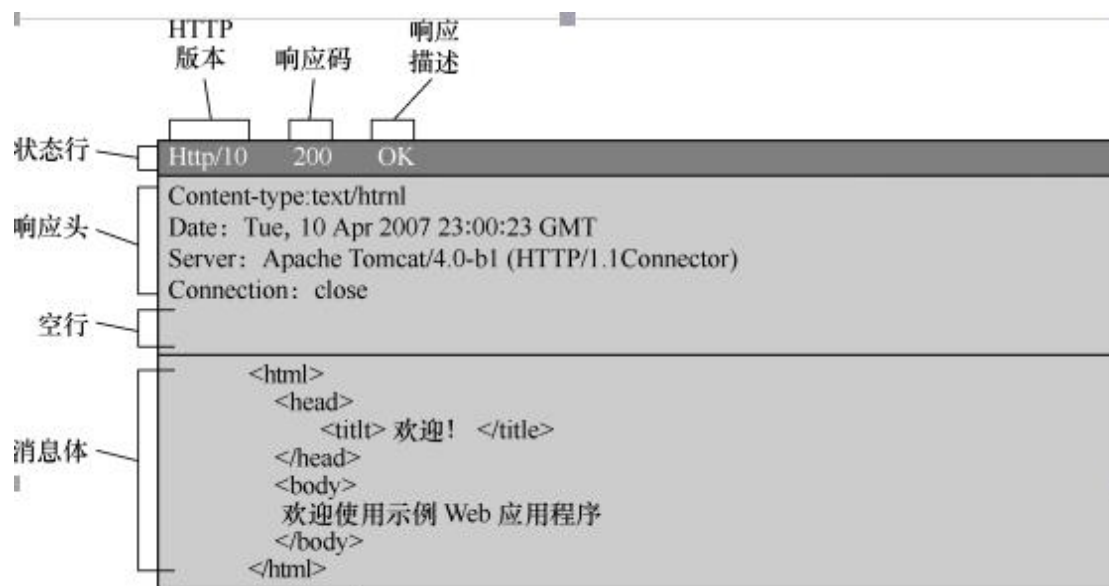 HTTP
版本
响应码
响应
描述
状态行
Http/10 200 OK
响应头
Content-type:text/htrnl
Date：Tue, 10 Apr 2007 23:00:23 GMT
Server：Apache Tomcat/4.0-b1 (HTTP/1.1Connector)
Connection：close
空行
消息体
<html>
<head>
<titlt> 欢迎！ </title>
</head>
<body>
欢迎使用示例 Web 应用程序
</body>
</html>